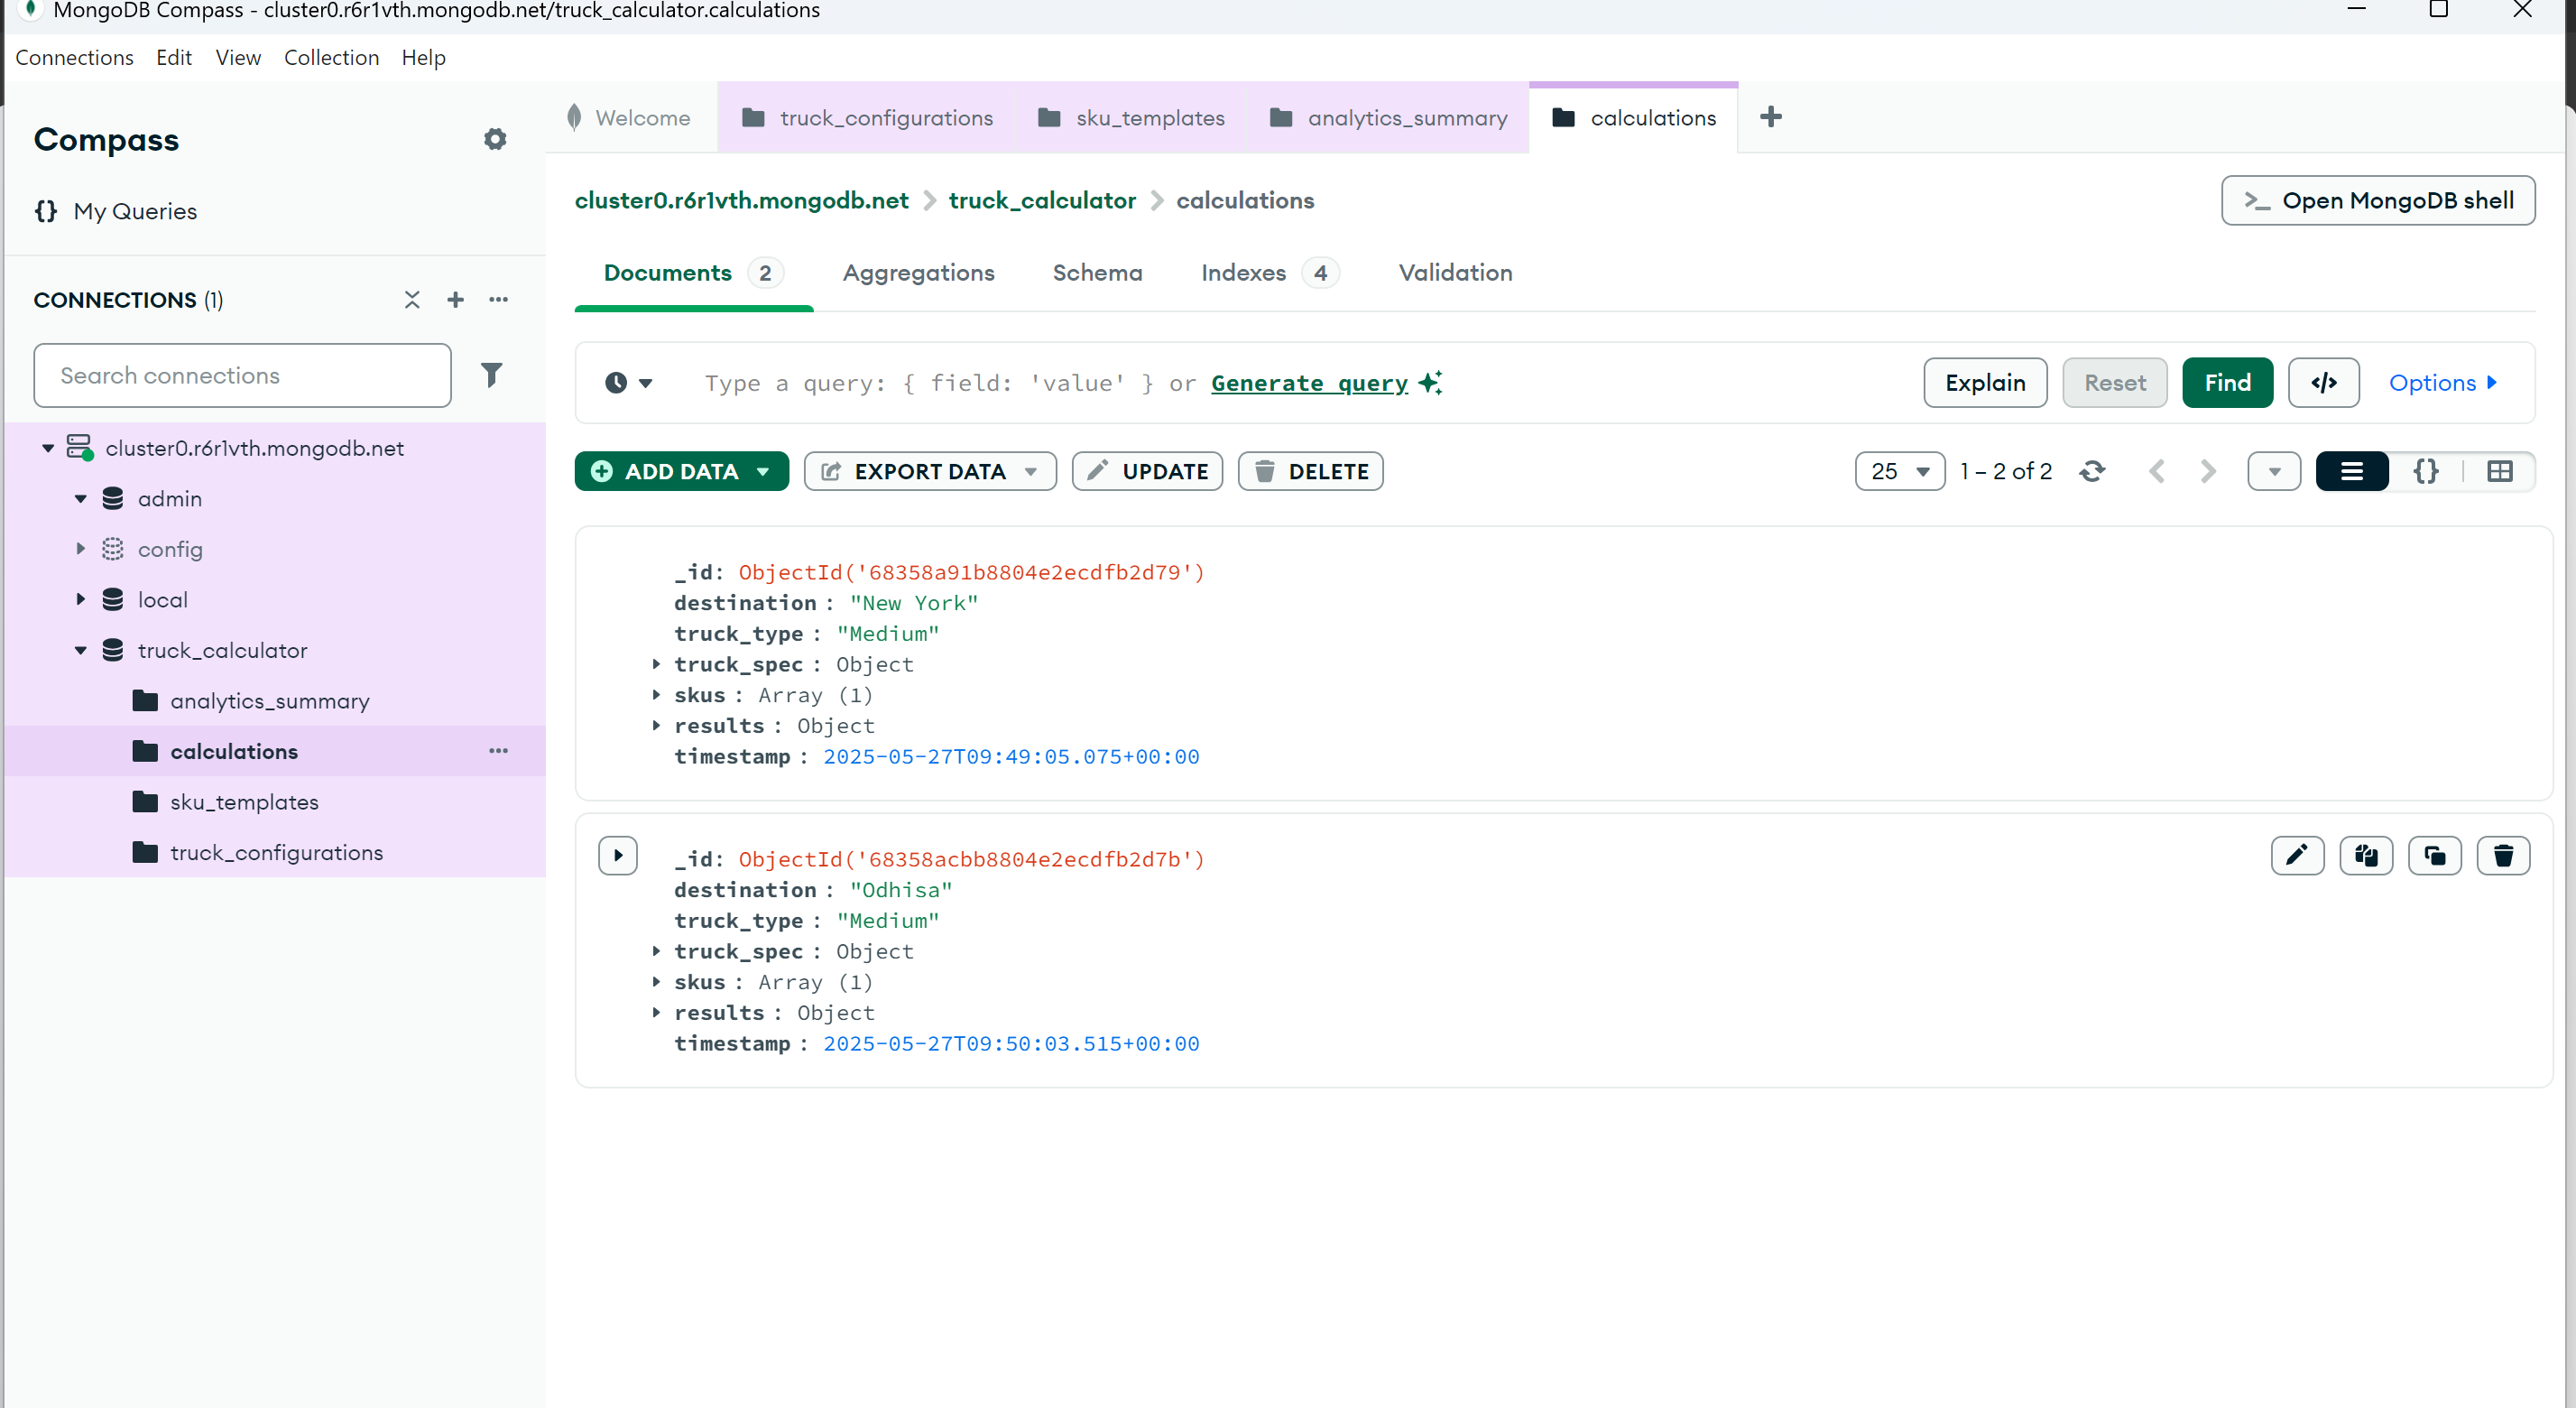 MongoDB Compass - cluster0.r6r1vth.mongodb.net/truck_calculator.calculations
Connections Edit View Collection Help
Compass
{} My Queries
CONNECTIONS (1)
Search connections
cluster0.r6r1vth.mongodb.net
admin
config
local
truck_calculator
analytics_summary
calculations
sku_templates
truck_configurations
Welcome truck_configurations sku_templates analytics_summary calculations
cluster0.r6r1vth.mongodb.net > truck_calculator > calculations
>_ Open MongoDB shell
Documents 2 Aggregations Schema Indexes 4 Validation
Type a query: { field: 'value' } or Generate query
Explain Reset Find </> Options
ADD DATA EXPORT DATA UPDATE DELETE
25 1 – 2 of 2 {}
_id: ObjectId('68358a91b8804e2ecdfb2d79')
destination : "New York"
truck_type : "Medium"
truck_spec : Object
skus : Array (1)
results : Object
timestamp : 2025-05-27T09:49:05.075+00:00
_id: ObjectId('68358acbb8804e2ecdfb2d7b')
destination : "Odhisa"
truck_type : "Medium"
truck_spec : Object
skus : Array (1)
results : Object
timestamp : 2025-05-27T09:50:03.515+00:00